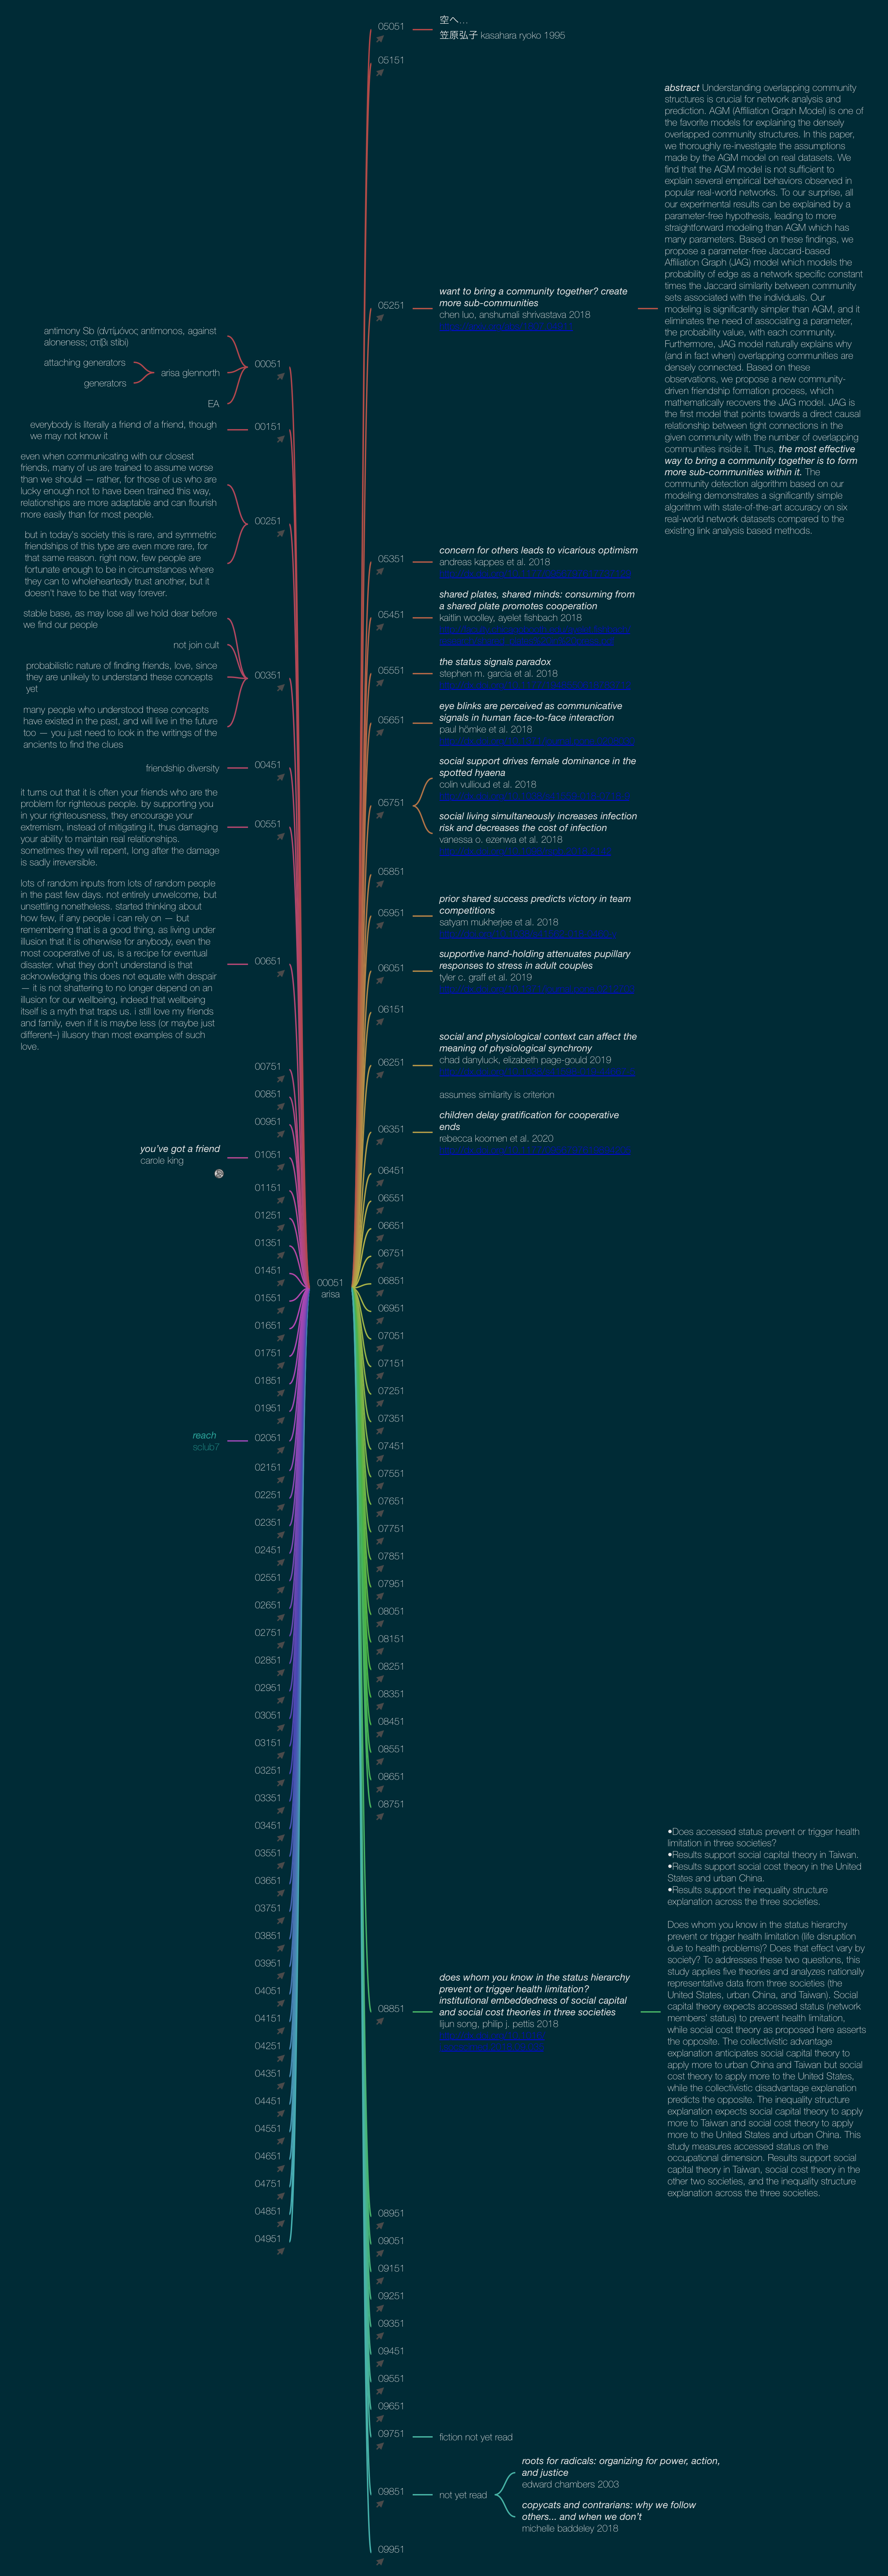 antimony Sb (ἀντίμόνος; antimonos, against
aloneness; στιβι stibi)
attaching generators
generators
arisa glennorth
EA
00051
everybody is literally a friend of a friend, though
we may not know it
00151
even when communicating with our closest
friends, many of us are trained to assume worse
than we should — rather, for those of us who are
lucky enough not to have been trained this way,
relationships are more adaptable and can flourish
more easily than for most people.
but in today's society this is rare, and symmetric
friendships of this type are even more rare, for
that same reason. right now, few people are
fortunate enough to be in circumstances where
they can to wholeheartedly trust another, but it
doesn't have to be that way forever.
00251
stable base, as may lose all we hold dear before
we find our people
not join cult
probabilistic nature of finding friends, love, since
they are unlikely to understand these concepts
yet
many people who understood these concepts
have existed in the past, and will live in the future
too — you just need to look in the writings of the
ancients to find the clues
00351
friendship diversity
00451
it turns out that it is often your friends who are the
problem for righteous people. by supporting you
in your righteousness, they encourage your
extremism, instead of mitigating it, thus damaging
your ability to maintain real relationships.
sometimes they will repent, long after the damage
is sadly irreversible.
00551
lots of random inputs from lots of random people
in the past few days. not entirely unwelcome, but
unsettling nonetheless. started thinking about
how few, if any people i can rely on — but
remembering that is a good thing, as living under
illusion that it is otherwise for anybody, even the
most cooperative of us, is a recipe for eventual
disaster. what they don't understand is that
acknowledging this does not equate with despair
— it is not shattering to no longer depend on an
illusion for our wellbeing, indeed that wellbeing
itself is a myth that traps us. i still love my friends
and family, even if it is maybe less (or maybe just
different–) illusory than most examples of such
love.
00651
00751
00851
00951
you've got a friend
carole king
01051
01151
01251
01351
01451
01551
01651
01751
01851
01951
reach
sclub7
02051
02151
02251
02351
02451
02551
02651
02751
02851
02951
03051
03151
03251
03351
03451
03551
03651
03751
03851
03951
04051
04151
04251
04351
04451
04551
04651
04751
04851
04951
00051
arisa
05051
空へ…
笠原弘子 kasahara ryoko 1995
05151
05251
want to bring a community together? create
more sub-communities
chen luo, anshumali shrivastava 2018
abstract Understanding overlapping community
structures is crucial for network analysis and
prediction. AGM (Affiliation Graph Model) is one of
the favorite models for explaining the densely
overlapped community structures. In this paper,
we thoroughly re-investigate the assumptions
made by the AGM model on real datasets. We
find that the AGM model is not sufficient to
explain several empirical behaviors observed in
popular real-world networks. To our surprise, all
our experimental results can be explained by a
parameter-free hypothesis, leading to more
straightforward modeling than AGM which has
many parameters. Based on these findings, we
propose a parameter-free Jaccard-based
Affiliation Graph (JAG) model which models the
probability of edge as a network specific constant
times the Jaccard similarity between community
sets associated with the individuals. Our
modeling is significantly simpler than AGM, and it
eliminates the need of associating a parameter,
the probability value, with each community.
Furthermore, JAG model naturally explains why
(and in fact when) overlapping communities are
densely connected. Based on these
observations, we propose a new community-
driven friendship formation process, which
mathematically recovers the JAG model. JAG is
the first model that points towards a direct causal
relationship between tight connections in the
given community with the number of overlapping
communities inside it. Thus, the most effective
way to bring a community together is to form
more sub-communities within it. The
community detection algorithm based on our
modeling demonstrates a significantly simple
algorithm with state-of-the-art accuracy on six
real-world network datasets compared to the
existing link analysis based methods.
05351
concern for others leads to vicarious optimism
andreas kappes et al. 2018
05451
shared plates, shared minds: consuming from
a shared plate promotes cooperation
kaitlin woolley, ayelet fishbach 2018
05551
the status signals paradox
stephen m. garcia et al. 2018
05651
eye blinks are perceived as communicative
signals in human face-to-face interaction
paul hömke et al. 2018
05751
social support drives female dominance in the
spotted hyaena
colin vullioud et al. 2018
social living simultaneously increases infection
risk and decreases the cost of infection
vanessa o. ezenwa et al. 2018
05851
05951
prior shared success predicts victory in team
competitions
satyam mukherjee et al. 2018
06051
supportive hand-holding attenuates pupillary
responses to stress in adult couples
tyler c. graff et al. 2019
06151
06251
social and physiological context can affect the
meaning of physiological synchrony
chad danyluck, elizabeth page-gould 2019
assumes similarity is criterion
06351
children delay gratification for cooperative
ends
rebecca koomen et al. 2020
06451
06551
06651
06751
06851
06951
07051
07151
07251
07351
07451
07551
07651
07751
07851
07951
08051
08151
08251
08351
08451
08551
08651
08751
08851
does whom you know in the status hierarchy
prevent or trigger health limitation?
institutional embeddedness of social capital
and social cost theories in three societies
lijun song, philip j. pettis 2018
•Does accessed status prevent or trigger health
limitation in three societies?
•Results support social capital theory in Taiwan.
•Results support social cost theory in the United
States and urban China.
•Results support the inequality structure
explanation across the three societies.
Does whom you know in the status hierarchy
prevent or trigger health limitation (life disruption
due to health problems)? Does that effect vary by
society? To addresses these two questions, this
study applies five theories and analyzes nationally
representative data from three societies (the
United States, urban China, and Taiwan). Social
capital theory expects accessed status (network
members' status) to prevent health limitation,
while social cost theory as proposed here asserts
the opposite. The collectivistic advantage
explanation anticipates social capital theory to
apply more to urban China and Taiwan but social
cost theory to apply more to the United States,
while the collectivistic disadvantage explanation
predicts the opposite. The inequality structure
explanation expects social capital theory to apply
more to Taiwan and social cost theory to apply
more to the United States and urban China. This
study measures accessed status on the
occupational dimension. Results support social
capital theory in Taiwan, social cost theory in the
other two societies, and the inequality structure
explanation across the three societies.
08951
09051
09151
09251
09351
09451
09551
09651
09751
fiction not yet read
09851
not yet read
roots for radicals: organizing for power, action,
and justice
edward chambers 2003
copycats and contrarians: why we follow
others... and when we don't
michelle baddeley 2018
09951